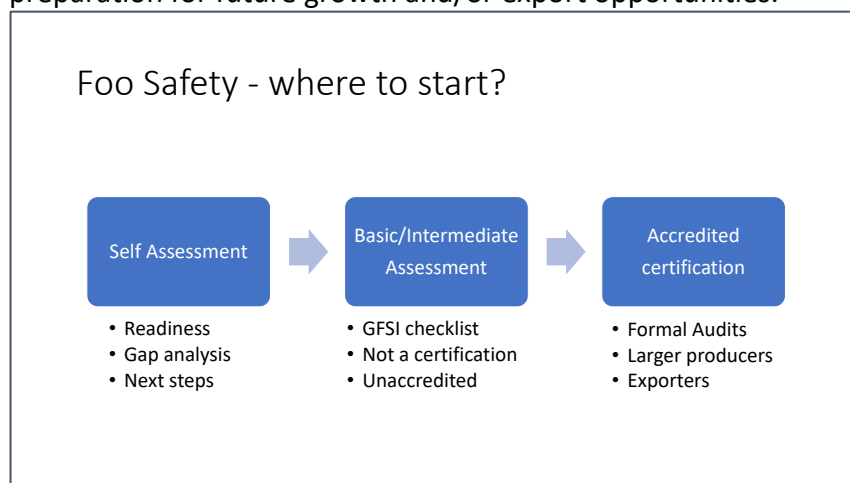 preparation for future growth and/or export opportunities.
Foo Safety - where to start?
Self Assessment
• Readiness
• Gap analysis
• Next steps
Basic/Intermediate
Assessment
• GFSI checklist
• Not a certification
• Unaccredited
Accredited
certification
• Formal Audits
• Larger producers
• Exporters